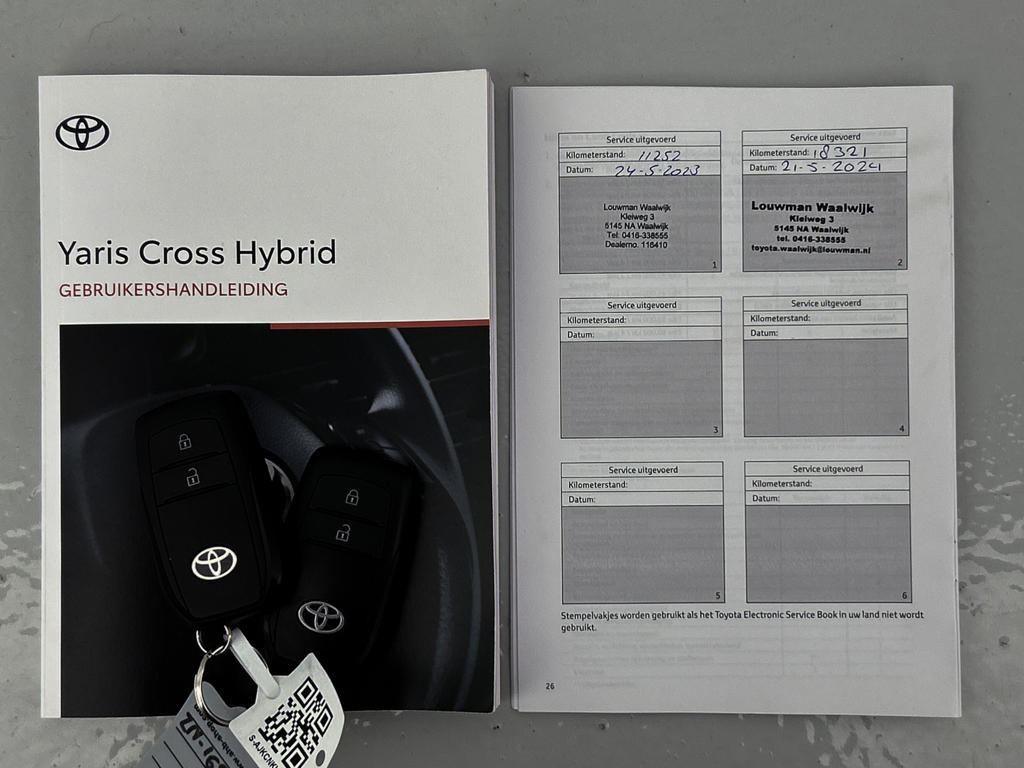 Yaris Cross Hybrid
GEBRUIKERSHANDLEIDING
Service uitgevoerd
Kilometerstand: 11252
Datum: 24-5-2023
Louwman Waalwijk
Kleiweg 3
5145 NA Waalwijk
Tel: 0416-338555
Dealerno. 116410
1
Service uitgevoerd
Kilometerstand: 18321
Datum: 21-5-2024
Louwman Waalwijk
Kleiweg 3
5145 NA Waalwijk
tel. 0416-338555
toyota.waalwijk@louwman.nl
2
Service uitgevoerd
Kilometerstand:
Datum:
3
Service uitgevoerd
Kilometerstand:
Datum:
4
Service uitgevoerd
Kilometerstand:
Datum:
5
Service uitgevoerd
Kilometerstand:
Datum:
6
Stempelvakjes worden gebruikt als het Toyota Electronic Service Book in uw land niet wordt
gebruikt.
26